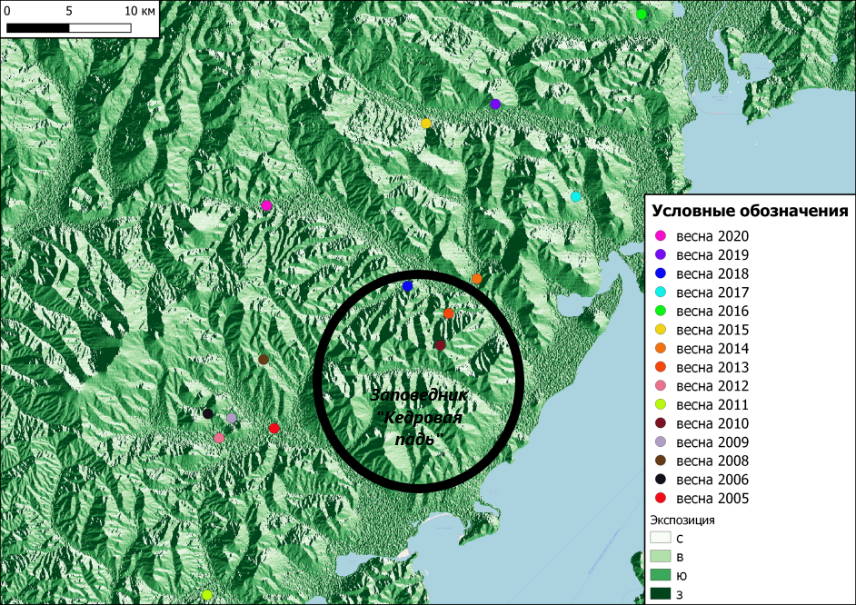 0 5 10 км
Условные обозначения
весна 2020
весна 2019
весна 2018
весна 2017
весна 2016
весна 2015
весна 2014
весна 2013
весна 2012
весна 2011
весна 2010
весна 2009
весна 2008
весна 2006
весна 2005
Экспозиция
с
в
ю
з
Заповедник
"Кедровая
падь"